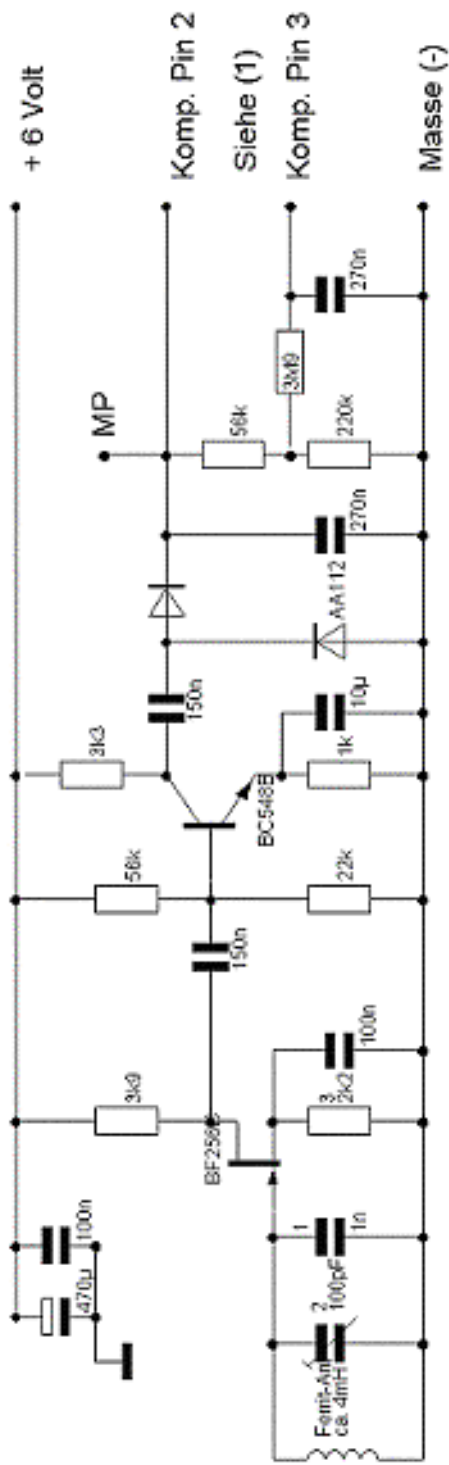 + 6 Volt
Komp. Pin 2
Siehe (1)
Komp. Pin 3
Masse (-)
MP
470µ
100n
3k9
56k
3k3
BF256
150n
BC548B
150n
AA112
56k
3M9
Ferrit-An
ca. 4mH
2
100pF
1
1n
3
2k2
100n
22k
1k
10µ
270n
220k
270n